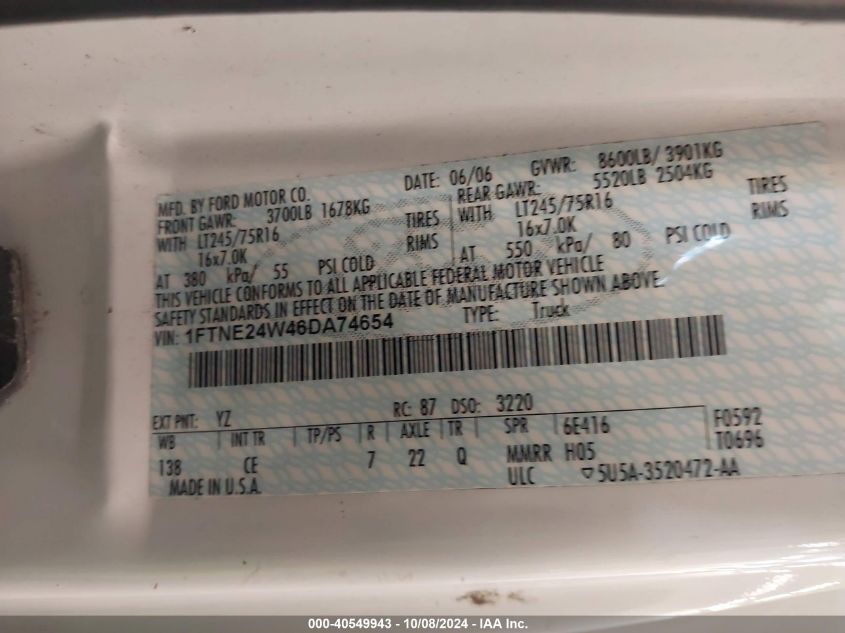 MFD. BY FORD MOTOR CO. DATE: 06/06 GVWR: 8600LB/ 3901KG
FRONT GAWR: 3700LB 1678KG REAR GAWR: 5520LB 2504KG
WITH LT245/75R16 TIRES WITH LT245/75R16 TIRES
16x7.0K RIMS 16x7.0K RIMS
AT 380 kPa/ 55 PSI COLD AT 550 kPa/ 80 PSI COLD
THIS VEHICLE CONFORMS TO ALL APPLICABLE FEDERAL MOTOR VEHICLE
SAFETY STANDARDS IN EFFECT ON THE DATE OF MANUFACTURE SHOWN ABOVE.
VIN: 1FTNE24W46DA74654 TYPE: Truck
EXT PNT: YZ RC: 87 DSO: 3220
WB INT TR TP/PS R AXLE TR SPR 6E416 F0592
138 CE 7 22 Q MMRR H05 T0696
MADE IN U.S.A. ULC 5U5A-3520472-AA
000-40549943 - 10/08/2024 - IAA Inc.